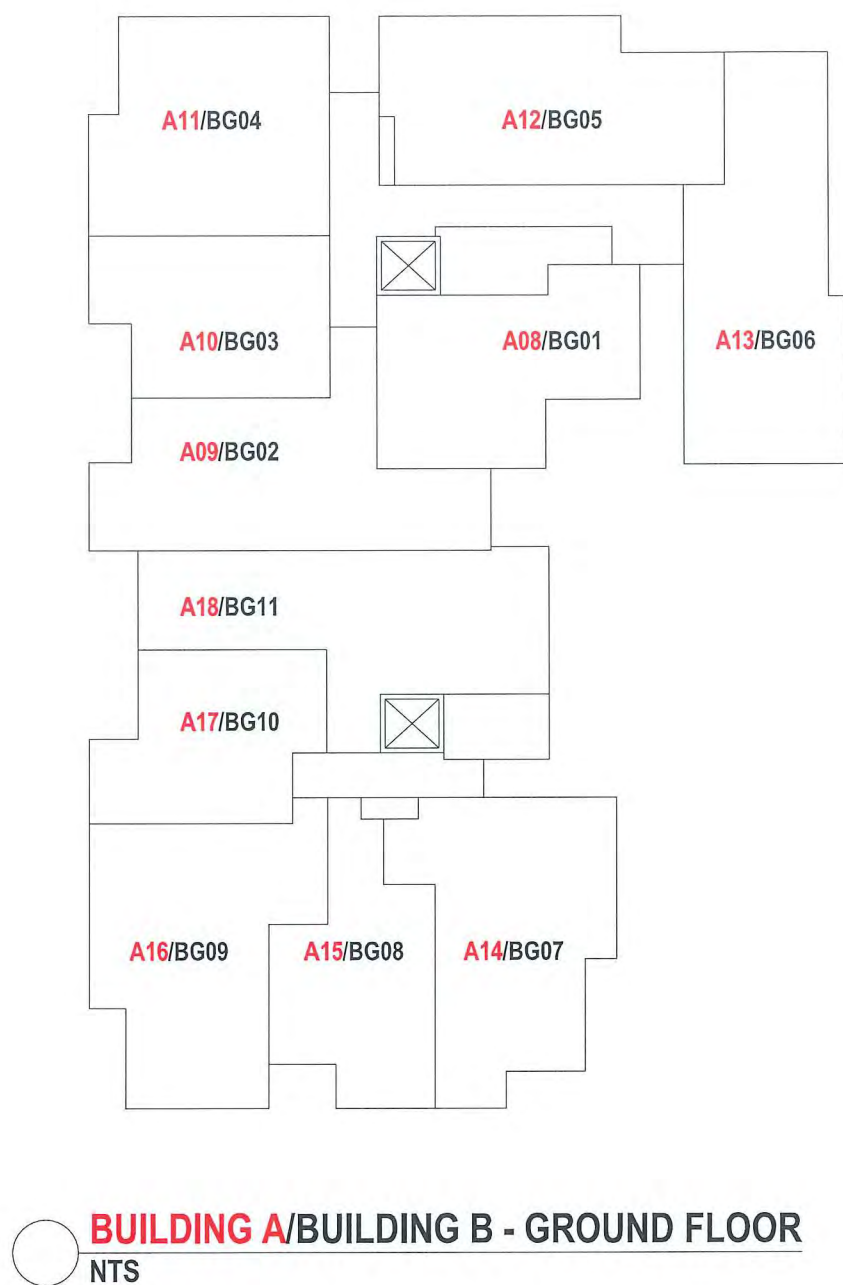 A11/BG04
A12/BG05
A10/BG03
A08/BG01
A13/BG06
A09/BG02
A18/BG11
A17/BG10
A16/BG09
A15/BG08
A14/BG07
BUILDING A/BUILDING B - GROUND FLOOR
NTS